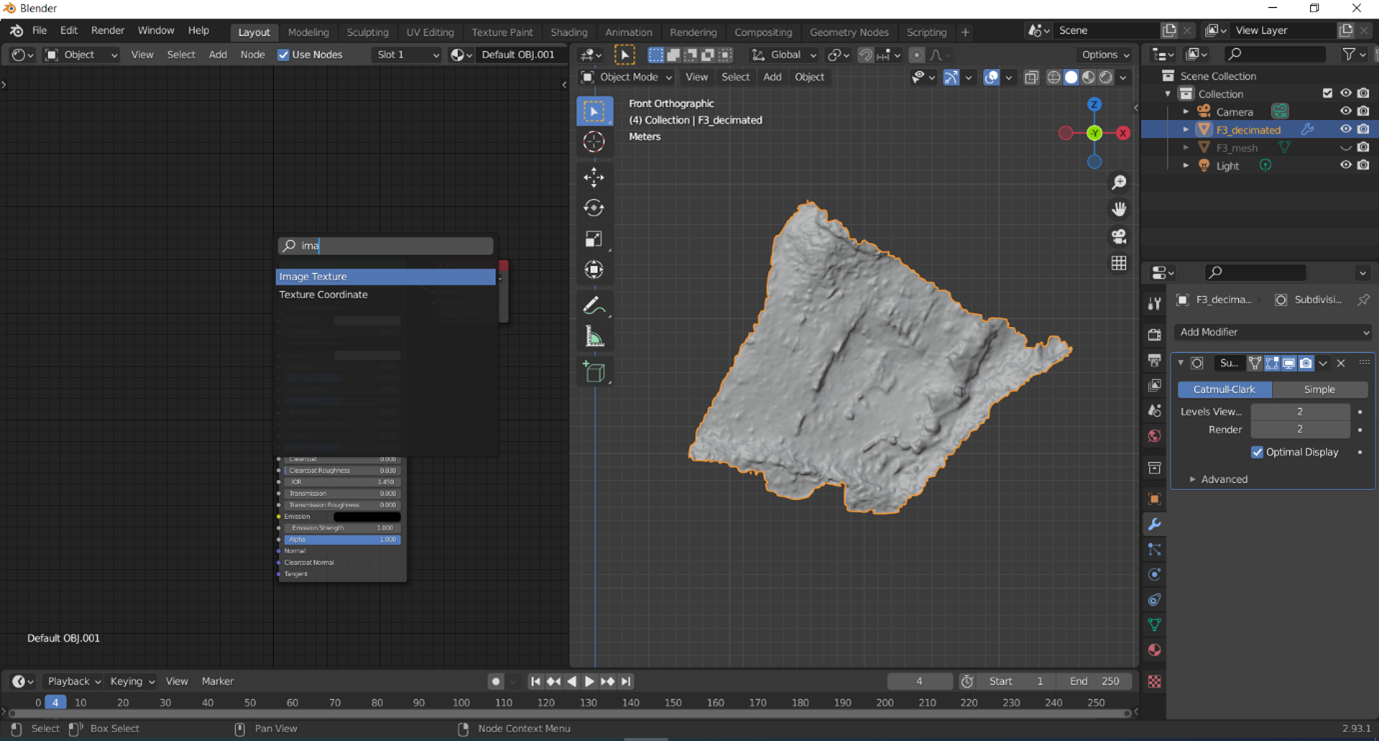 Blender
File Edit Render Window Help Layout Modeling Sculpting UV Editing Texture Paint Shading Animation Rendering Compositing Geometry Nodes Scripting + Scene View Layer
Object View Select Add Node Use Nodes Slot 1 Default OBJ.001 Global Options
Object Mode View Select Add Object Scene Collection
Front Orthographic Collection
(4) Collection | F3_decimated Camera
Meters F3_decimated
F3_mesh
Light
Z
-Y X
ima
Image Texture
Texture Coordinate
F3_decima... Subdivisi...
Add Modifier
Su...
Catmull-Clark Simple
Levels View... 2
Render 2
Optimal Display
Advanced
Clearcoat 0.000
Clearcoat Roughness 0.030
IOR 1.450
Transmission 0.000
Transmission Roughness 0.000
Emission
Emission Strength 1.000
Alpha 1.000
Normal
Clearcoat Normal
Tangent
Default OBJ.001
Playback Keying View Marker 4 Start 1 End 250
0 4 10 20 30 40 50 60 70 80 90 100 110 120 130 140 150 160 170 180 190 200 210 220 230 240 250
Select Box Select Pan View Node Context Menu 2.93.1